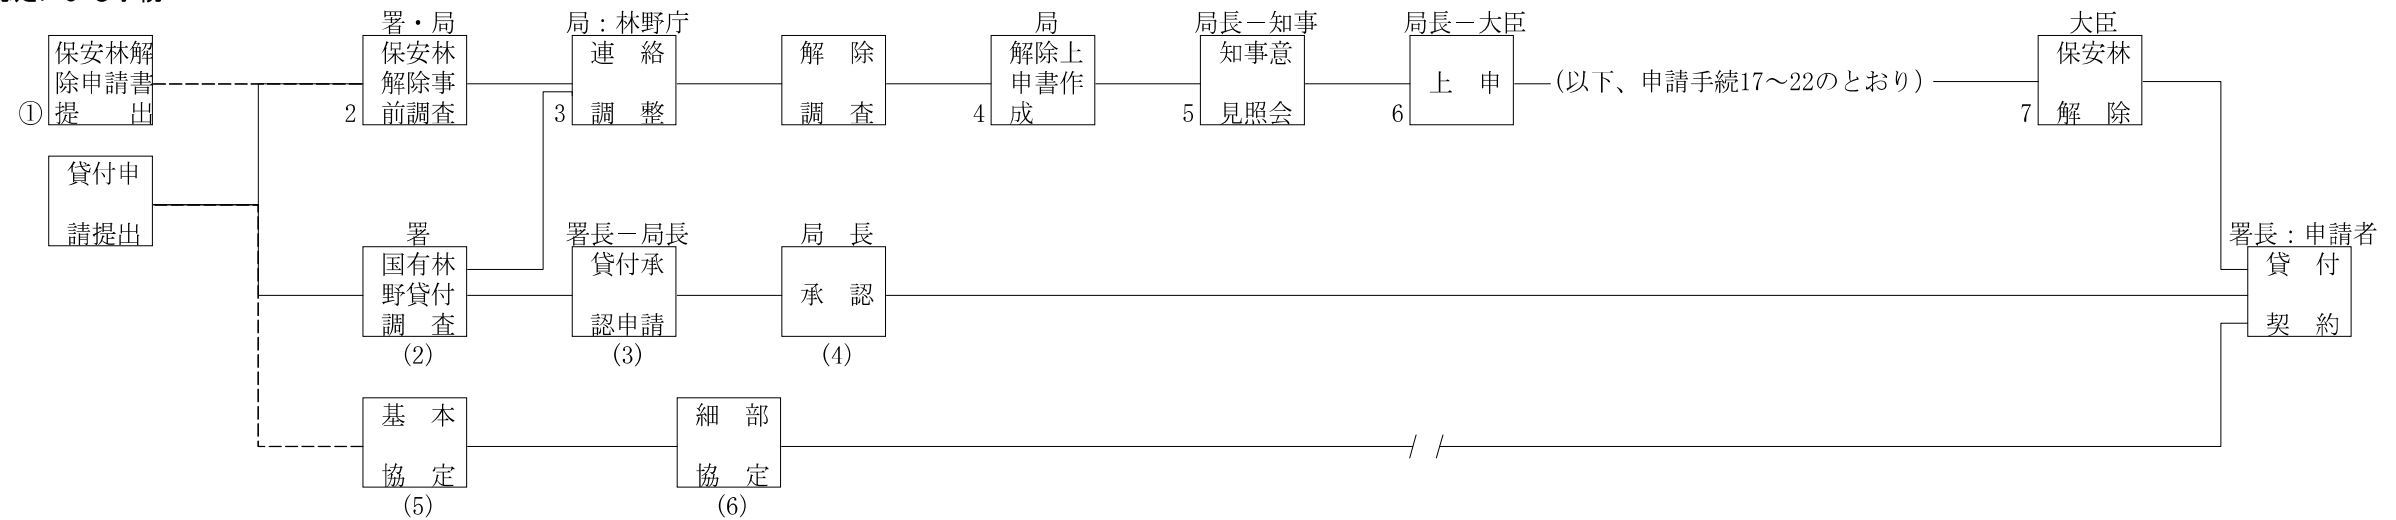 署・局
局：林野庁
局
局長－知事
局長－大臣
大臣
保安林解
除申請書
提　出
①
保安林
解除事
前調査
2
連　絡
調　整
3
解　除
調　査
解除上
申書作
成
4
知事意
見照会
5
上　申
6
(以下、申請手続17～22のとおり)
保安林
解　除
7
貸付申
請提出
署
国有林
野貸付
調　査
(2)
署長－局長
貸付承
認申請
(3)
局　長
承　認
(4)
署長：申請者
貸　付
契　約
基　本
協　定
(5)
細　部
協　定
(6)